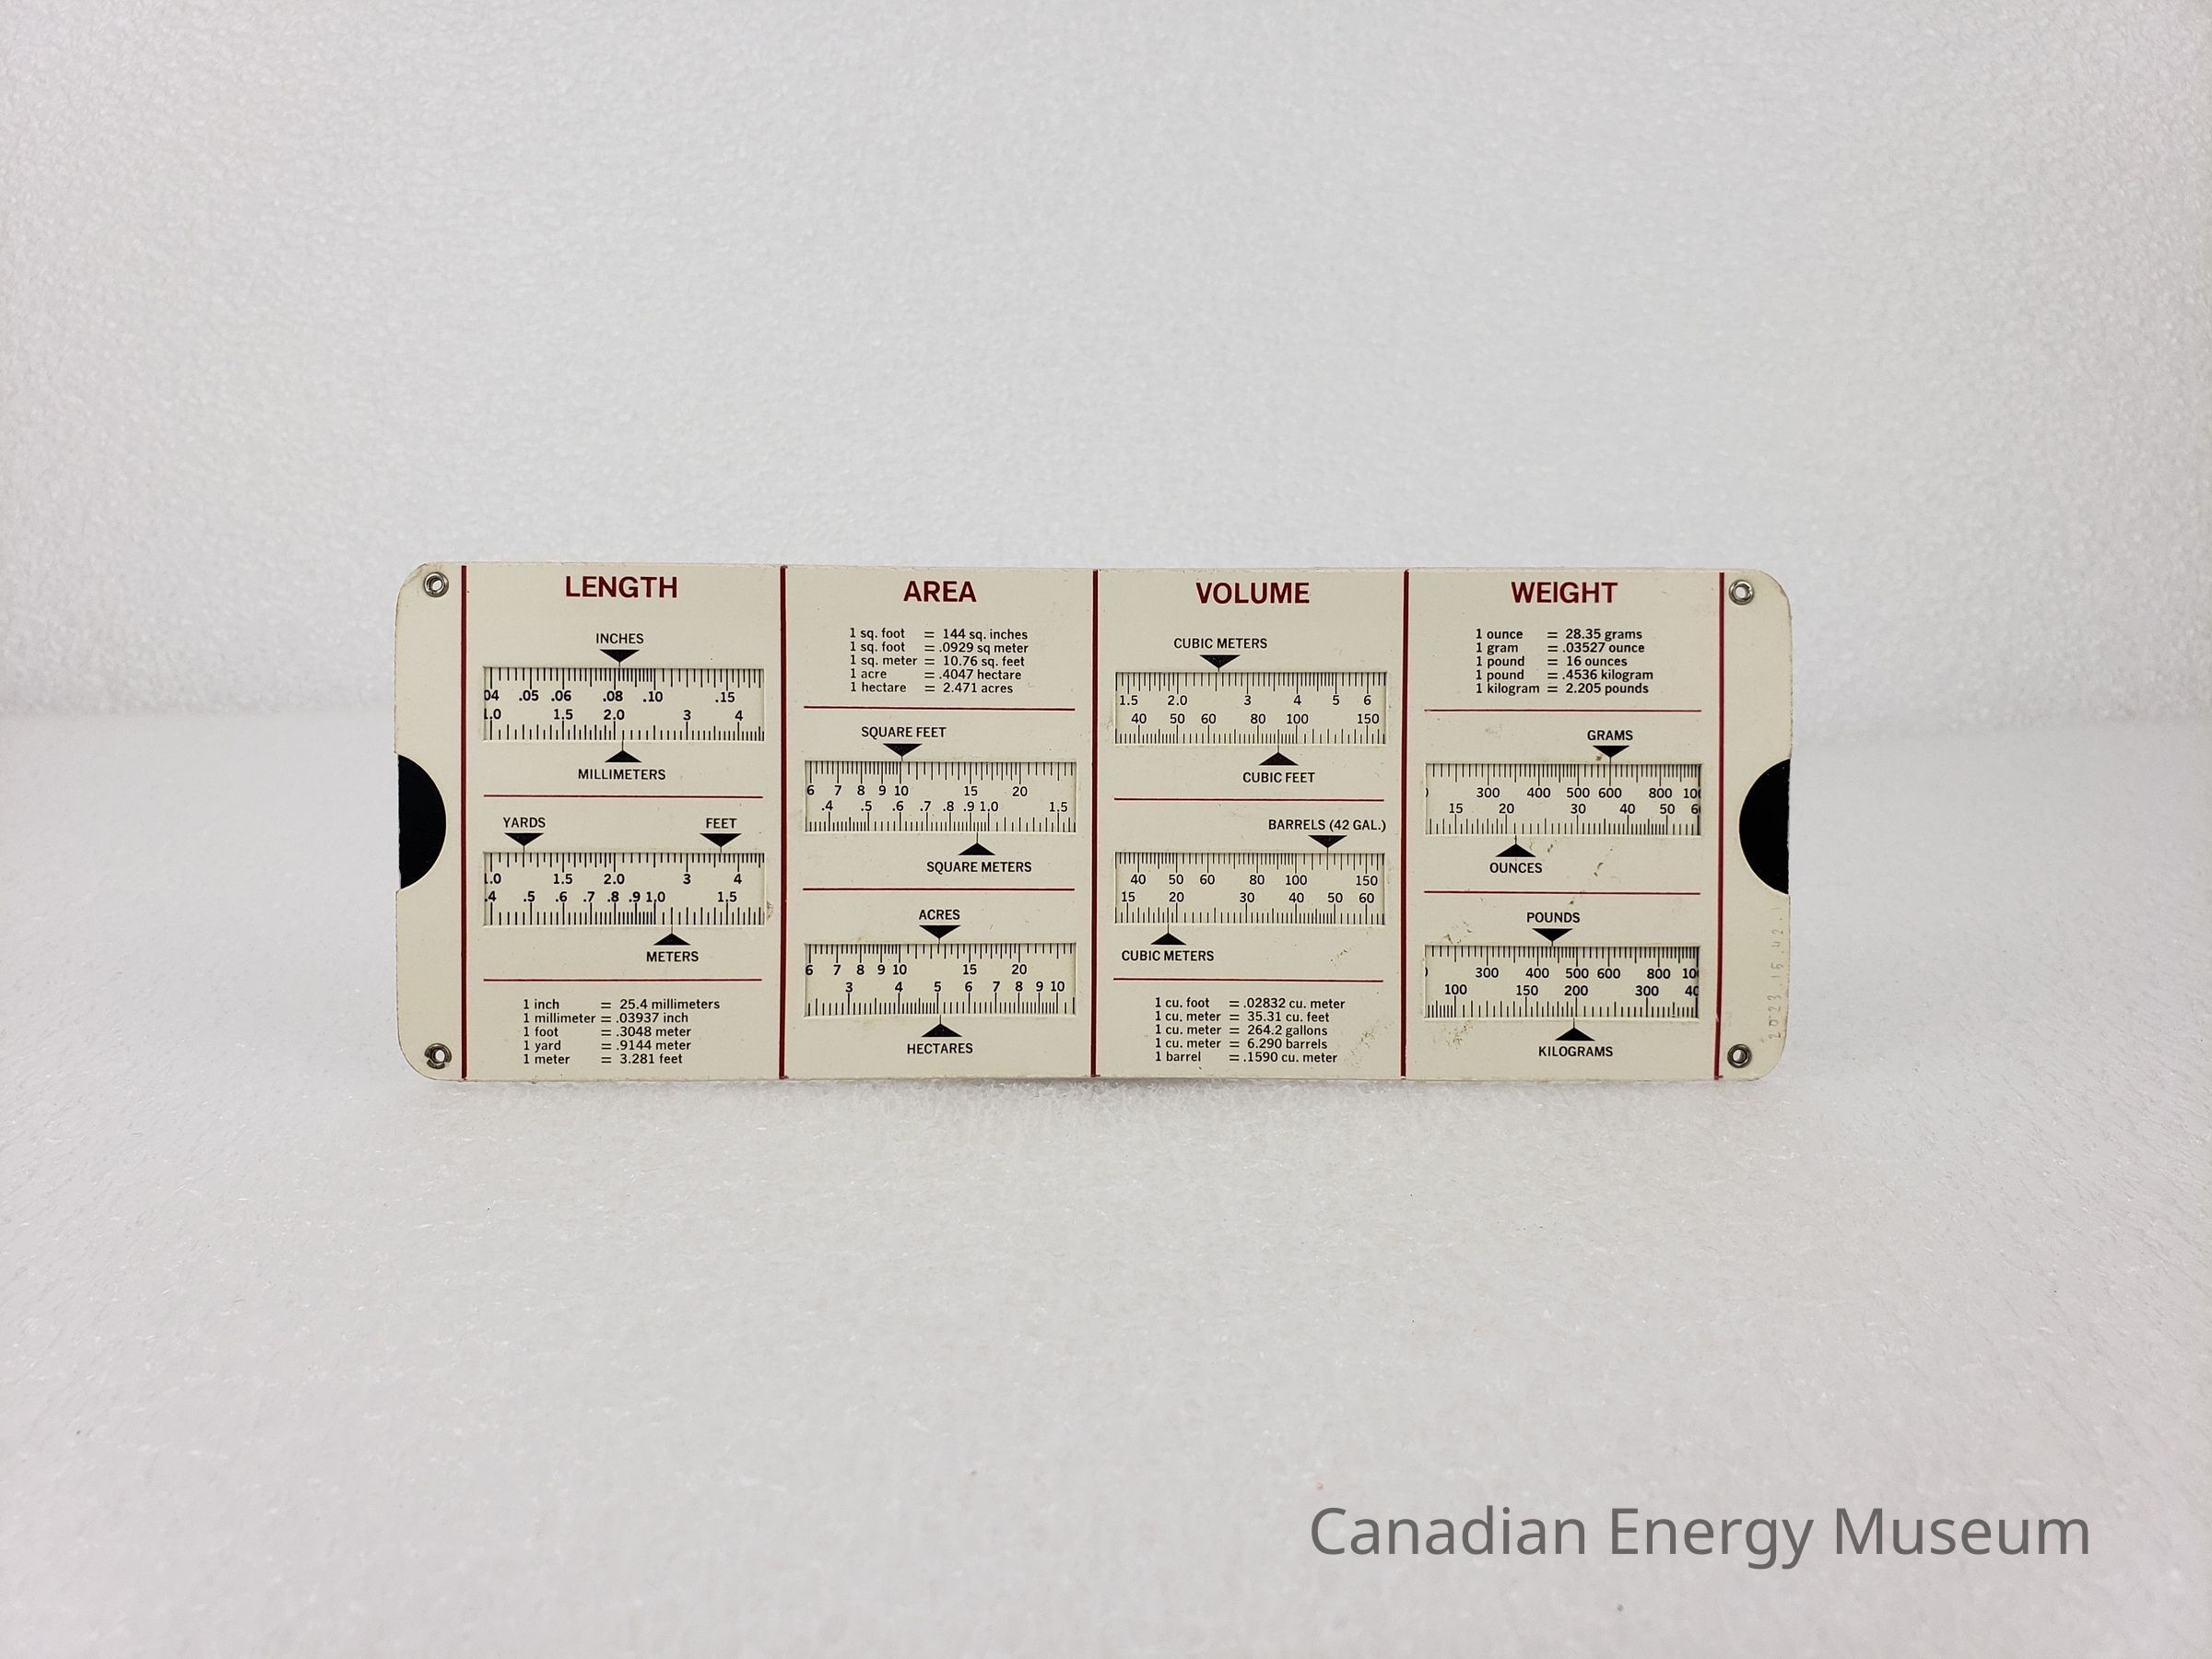 LENGTH
INCHES
04 .05 .06 .08 .10 .15
1.0 1.5 2.0 3 4
MILLIMETERS
YARDS FEET
1.0 1.5 2.0 3 4
.4 .5 .6 .7 .8 .9 1.0 1.5
METERS
1 inch = 25.4 millimeters
1 millimeter = .03937 inch
1 foot = .3048 meter
1 yard = .9144 meter
1 meter = 3.281 feet
AREA
1 sq. foot = 144 sq. inches
1 sq. foot = .0929 sq meter
1 sq. meter = 10.76 sq. feet
1 acre = .4047 hectare
1 hectare = 2.471 acres
SQUARE FEET
6 7 8 9 10 15 20
.4 .5 .6 .7 .8 .9 1.0 1.5
SQUARE METERS
ACRES
6 7 8 9 10 15 20
3 4 5 6 7 8 9 10
HECTARES
VOLUME
CUBIC METERS
1.5 2.0 3 4 5 6
40 50 60 80 100 150
CUBIC FEET
BARRELS (42 GAL.)
40 50 60 80 100 150
15 20 30 40 50 60
CUBIC METERS
1 cu. foot = .02832 cu. meter
1 cu. meter = 35.31 cu. feet
1 cu. meter = 264.2 gallons
1 cu. meter = 6.290 barrels
1 barrel = .1590 cu. meter
WEIGHT
1 ounce = 28.35 grams
1 gram = .03527 ounce
1 pound = 16 ounces
1 pound = .4536 kilogram
1 kilogram = 2.205 pounds
GRAMS
300 400 500 600 800 10
15 20 30 40 50 6
OUNCES
POUNDS
300 400 500 600 800 10
100 150 200 300 40
KILOGRAMS
Canadian Energy Museum